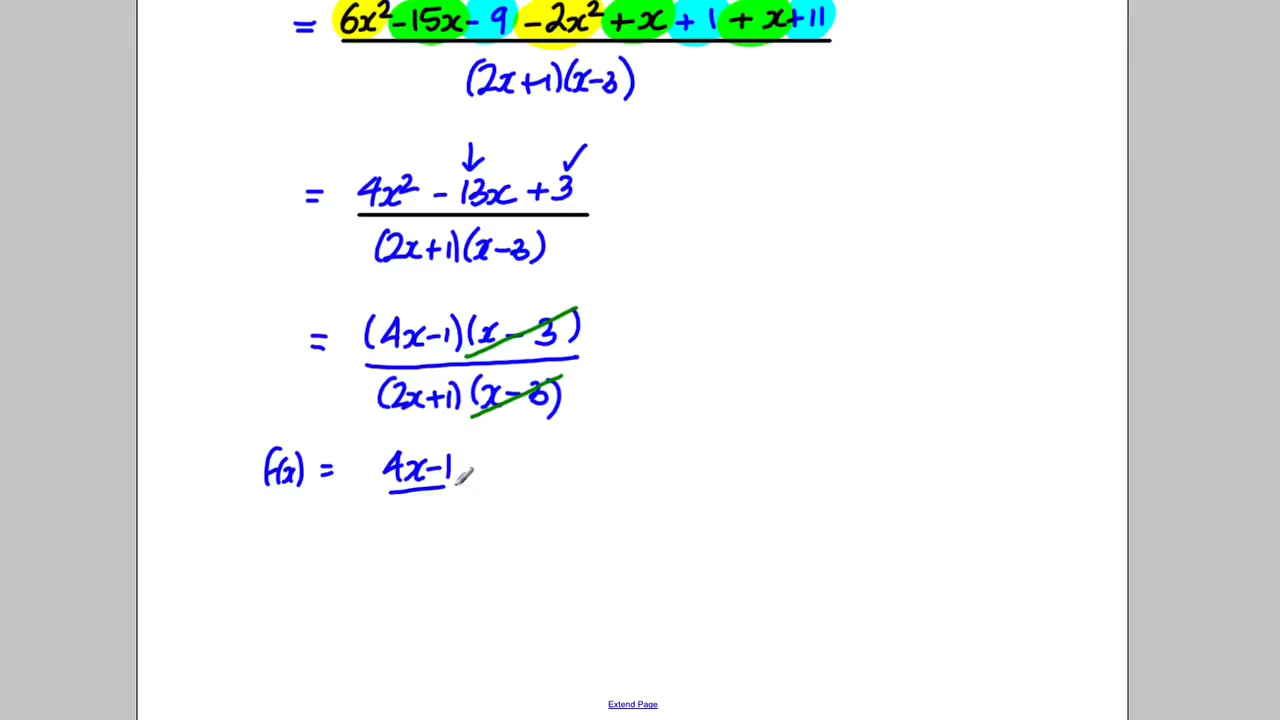 = 6x² - 15x - 9 - 2x² + x + 1 + x + 11
(2x+1)(x-3)
= 4x² - 13x + 3
(2x+1)(x-3)
= (4x-1)(x-3)
(2x+1)(x-3)
f(x) = 4x-1
Extend Page